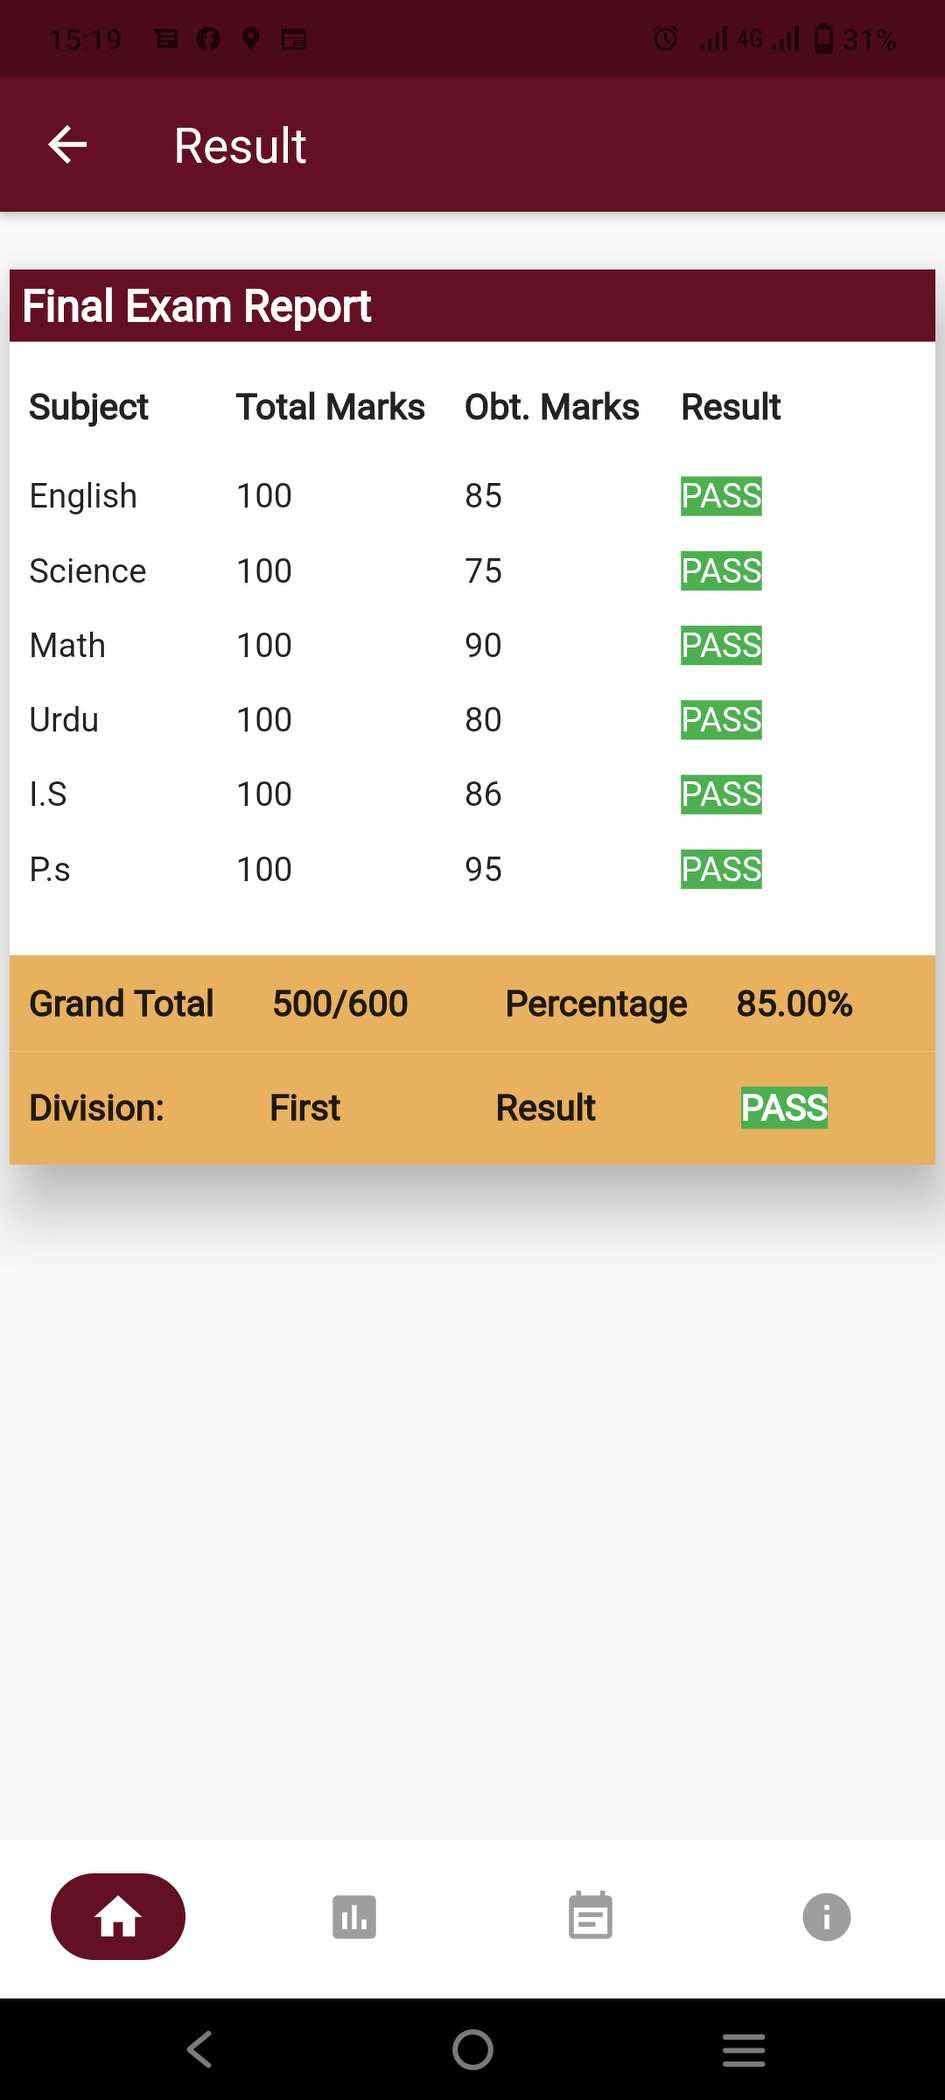 15:19 4G 31%
Result
Final Exam Report
Subject Total Marks Obt. Marks Result
English 100 85 PASS
Science 100 75 PASS
Math 100 90 PASS
Urdu 100 80 PASS
I.S 100 86 PASS
P.s 100 95 PASS
Grand Total 500/600 Percentage 85.00%
Division: First Result PASS